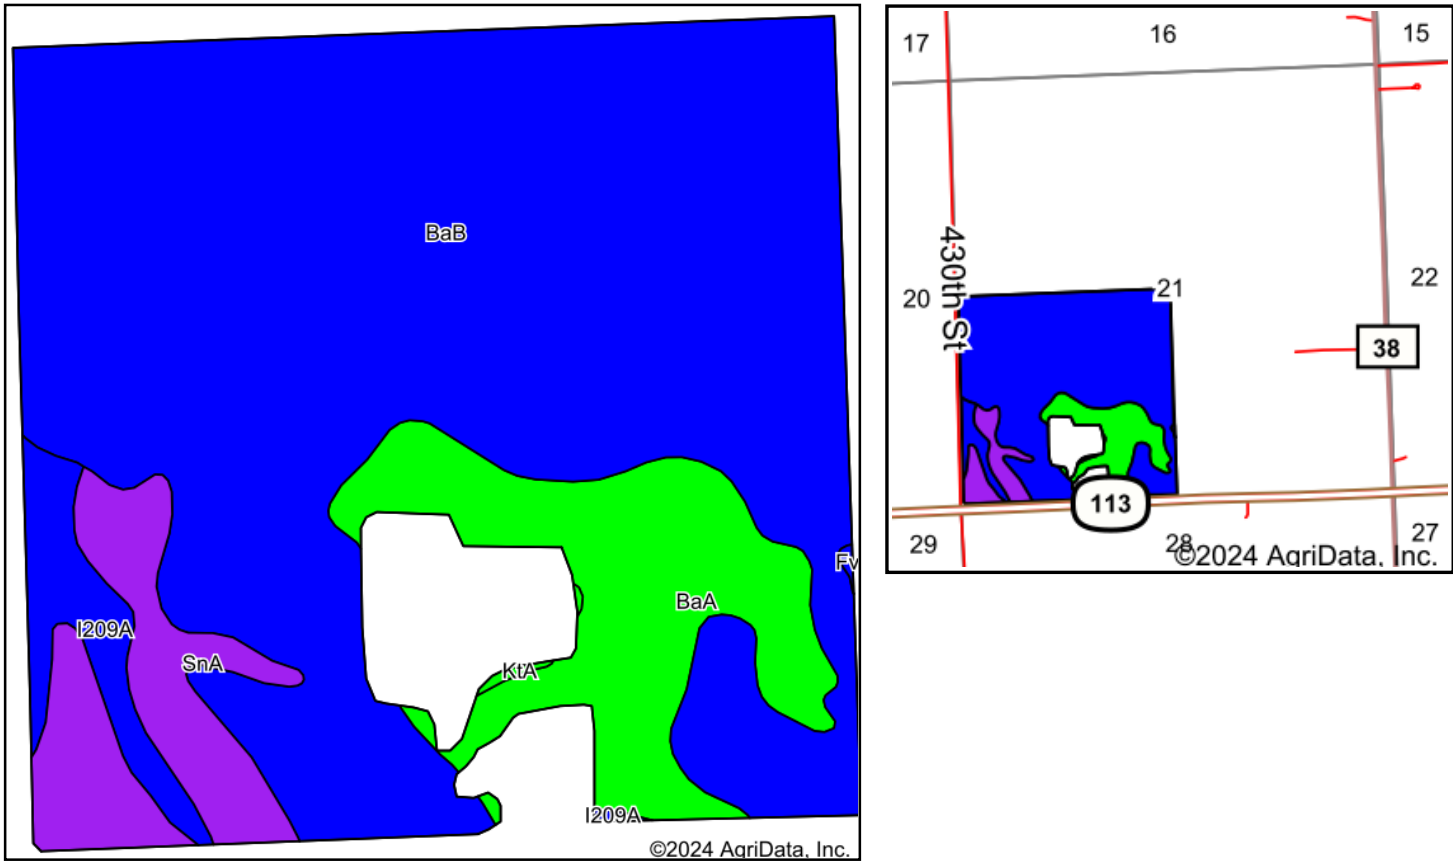 BaB
Fv
BaA
I209A
SnA
KtA
I209A
©2024 AgriData, Inc.
17
16
15
430th St
20
21
22
38
113
29
28
27
©2024 AgriData, Inc.